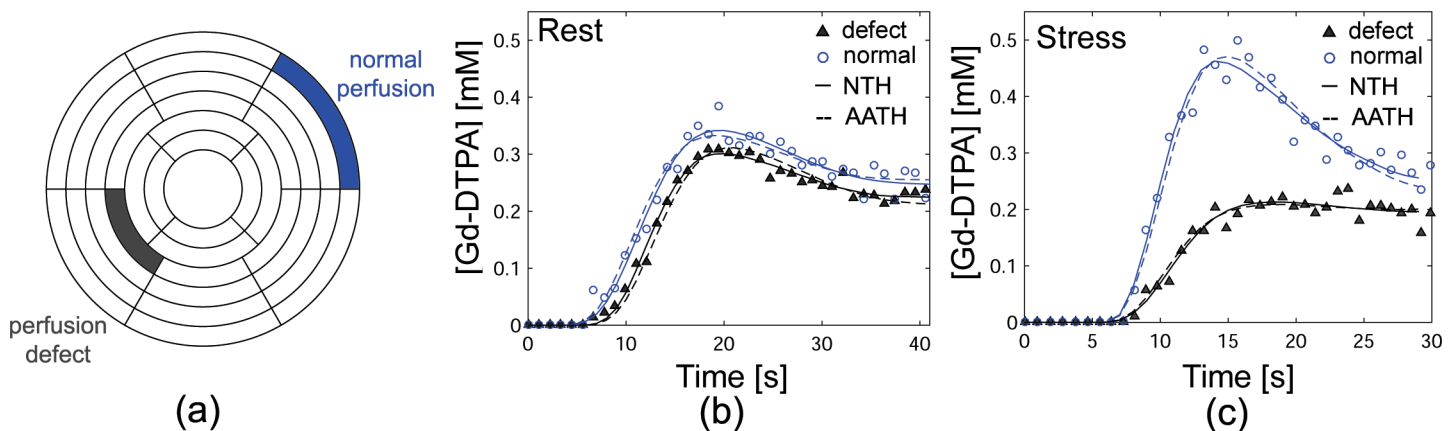 normal
perfusion
perfusion
defect
(a)
Rest
defect
normal
NTH
AATH
[Gd-DTPA] [mM]
0.5
0.4
0.3
0.2
0.1
0
0 10 20 30 40
Time [s]
(b)
Stress
defect
normal
NTH
AATH
[Gd-DTPA] [mM]
0.5
0.4
0.3
0.2
0.1
0
0 5 10 15 20 25 30
Time [s]
(c)